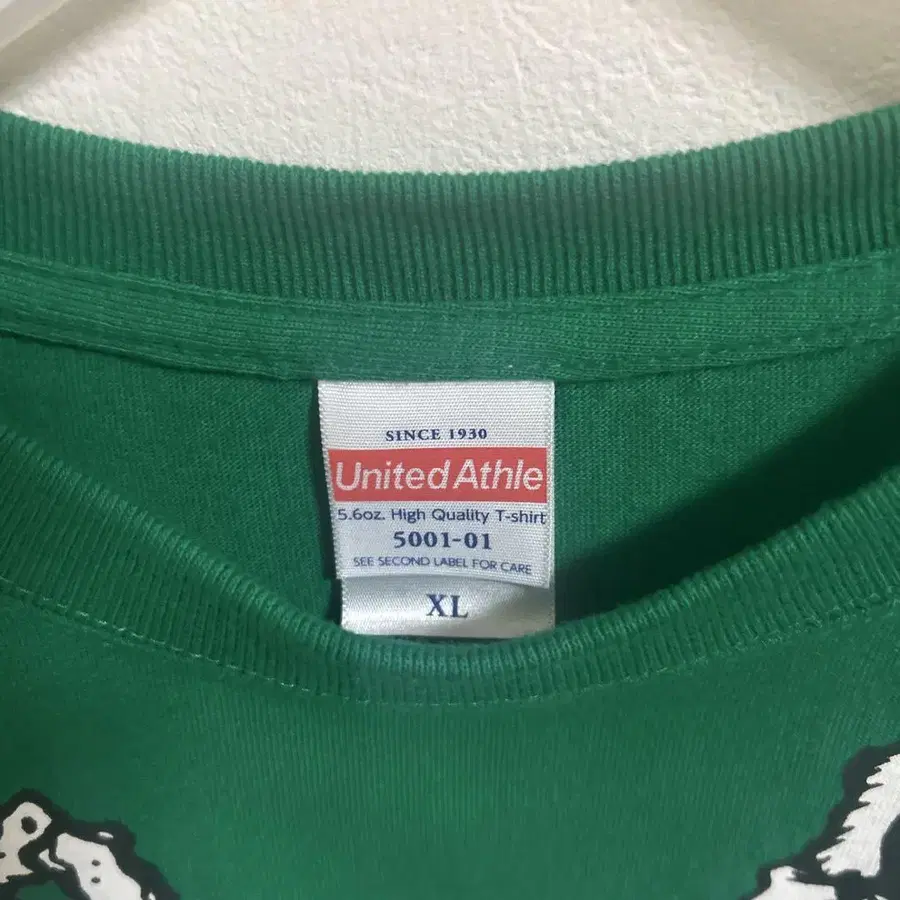 SINCE 1930
United Athle
5.6oz. High Quality T-shirt
5001-01
SEE SECOND LABEL FOR CARE
XL